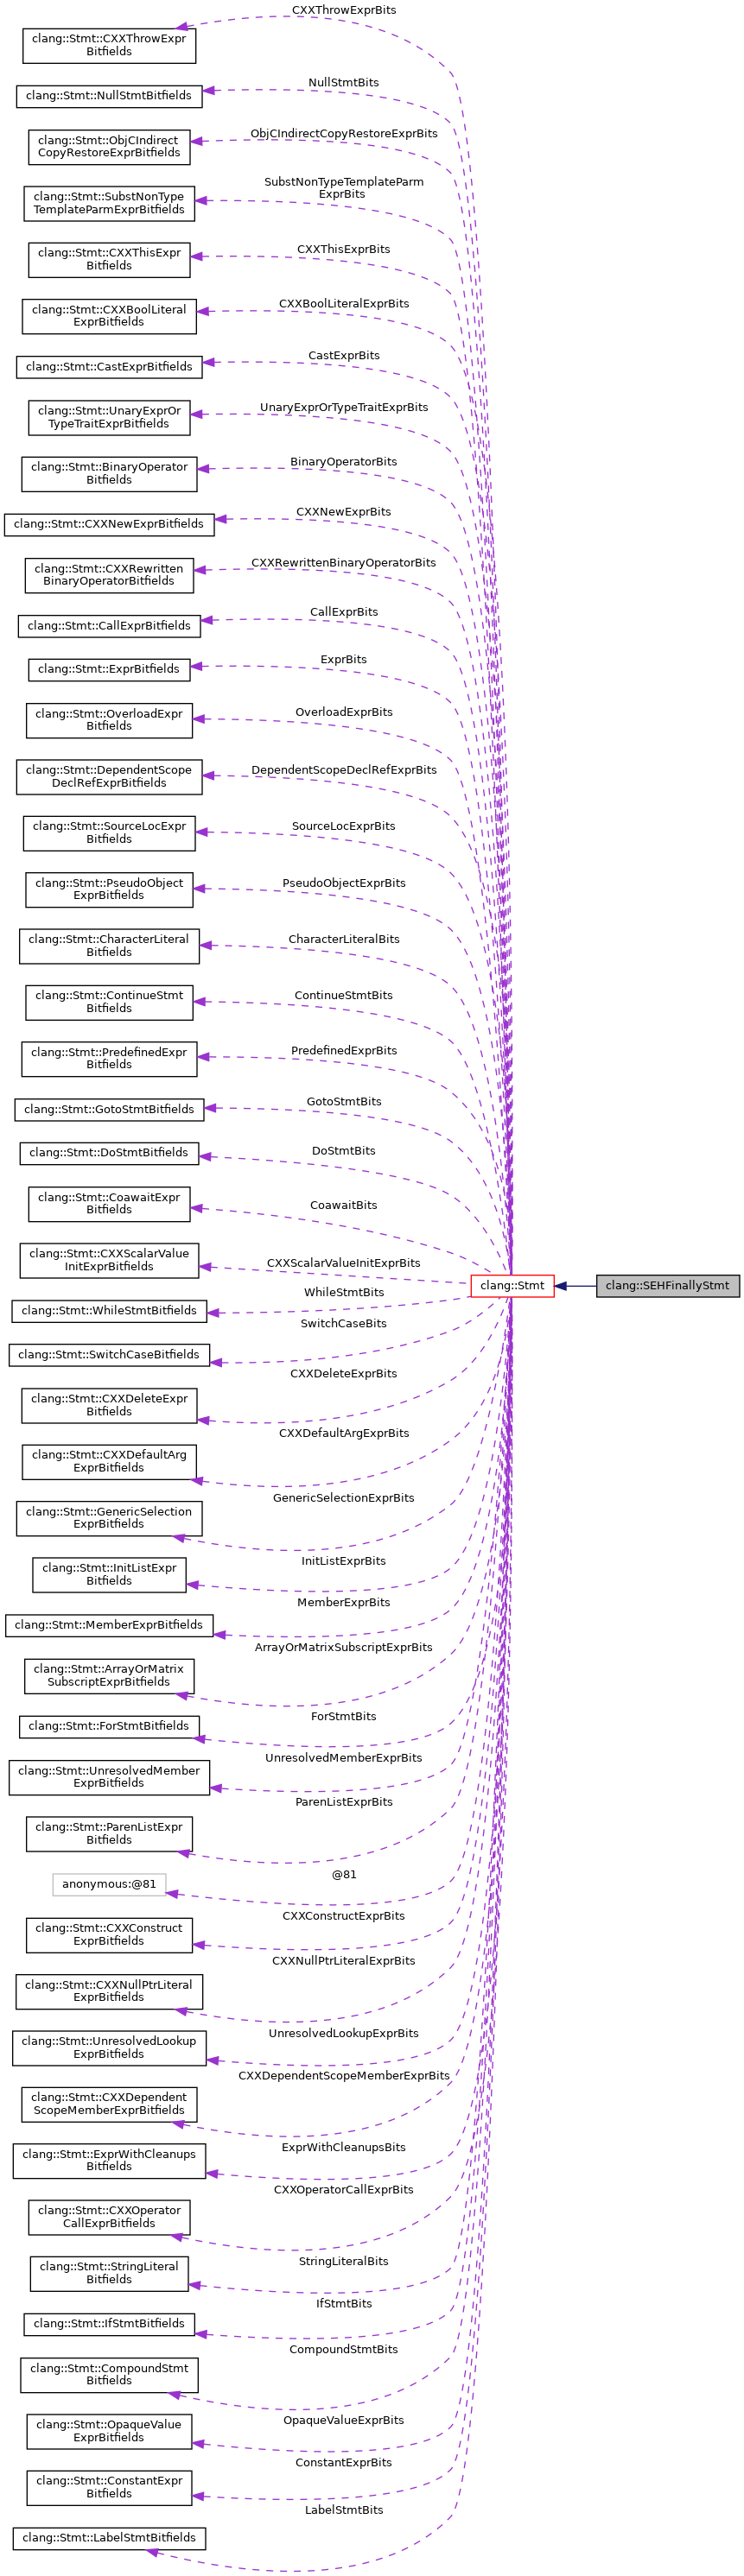 CXXThrowExprBits
clang::Stmt::CXXThrowExpr
Bitfields
NullStmtBits
clang::Stmt::NullStmtBitfields
ObjCIndirectCopyRestoreExprBits
clang::Stmt::ObjCIndirect
CopyRestoreExprBitfields
SubstNonTypeTemplateParm
ExprBits
clang::Stmt::SubstNonType
TemplateParmExprBitfields
CXXThisExprBits
clang::Stmt::CXXThisExpr
Bitfields
CXXBoolLiteralExprBits
clang::Stmt::CXXBoolLiteral
ExprBitfields
CastExprBits
clang::Stmt::CastExprBitfields
UnaryExprOrTypeTraitExprBits
clang::Stmt::UnaryExprOr
TypeTraitExprBitfields
BinaryOperatorBits
clang::Stmt::BinaryOperator
Bitfields
CXXNewExprBits
clang::Stmt::CXXNewExprBitfields
CXXRewrittenBinaryOperatorBits
clang::Stmt::CXXRewritten
BinaryOperatorBitfields
CallExprBits
clang::Stmt::CallExprBitfields
ExprBits
clang::Stmt::ExprBitfields
OverloadExprBits
clang::Stmt::OverloadExpr
Bitfields
DependentScopeDeclRefExprBits
clang::Stmt::DependentScope
DeclRefExprBitfields
SourceLocExprBits
clang::Stmt::SourceLocExpr
Bitfields
PseudoObjectExprBits
clang::Stmt::PseudoObject
ExprBitfields
CharacterLiteralBits
clang::Stmt::CharacterLiteral
Bitfields
ContinueStmtBits
clang::Stmt::ContinueStmt
Bitfields
PredefinedExprBits
clang::Stmt::PredefinedExpr
Bitfields
GotoStmtBits
clang::Stmt::GotoStmtBitfields
DoStmtBits
clang::Stmt::DoStmtBitfields
CoawaitBits
clang::Stmt::CoawaitExpr
Bitfields
CXXScalarValueInitExprBits
clang::Stmt::CXXScalarValue
InitExprBitfields
clang::Stmt
clang::SEHFinallyStmt
WhileStmtBits
clang::Stmt::WhileStmtBitfields
SwitchCaseBits
clang::Stmt::SwitchCaseBitfields
CXXDeleteExprBits
clang::Stmt::CXXDeleteExpr
Bitfields
CXXDefaultArgExprBits
clang::Stmt::CXXDefaultArg
ExprBitfields
GenericSelectionExprBits
clang::Stmt::GenericSelection
ExprBitfields
InitListExprBits
clang::Stmt::InitListExpr
Bitfields
MemberExprBits
clang::Stmt::MemberExprBitfields
ArrayOrMatrixSubscriptExprBits
clang::Stmt::ArrayOrMatrix
SubscriptExprBitfields
ForStmtBits
clang::Stmt::ForStmtBitfields
UnresolvedMemberExprBits
clang::Stmt::UnresolvedMember
ExprBitfields
ParenListExprBits
clang::Stmt::ParenListExpr
Bitfields
@81
anonymous:@81
CXXConstructExprBits
clang::Stmt::CXXConstruct
ExprBitfields
CXXNullPtrLiteralExprBits
clang::Stmt::CXXNullPtrLiteral
ExprBitfields
UnresolvedLookupExprBits
clang::Stmt::UnresolvedLookup
ExprBitfields
CXXDependentScopeMemberExprBits
clang::Stmt::CXXDependent
ScopeMemberExprBitfields
ExprWithCleanupsBits
clang::Stmt::ExprWithCleanups
Bitfields
CXXOperatorCallExprBits
clang::Stmt::CXXOperator
CallExprBitfields
StringLiteralBits
clang::Stmt::StringLiteral
Bitfields
IfStmtBits
clang::Stmt::IfStmtBitfields
CompoundStmtBits
clang::Stmt::CompoundStmt
Bitfields
OpaqueValueExprBits
clang::Stmt::OpaqueValue
ExprBitfields
ConstantExprBits
clang::Stmt::ConstantExpr
Bitfields
LabelStmtBits
clang::Stmt::LabelStmtBitfields